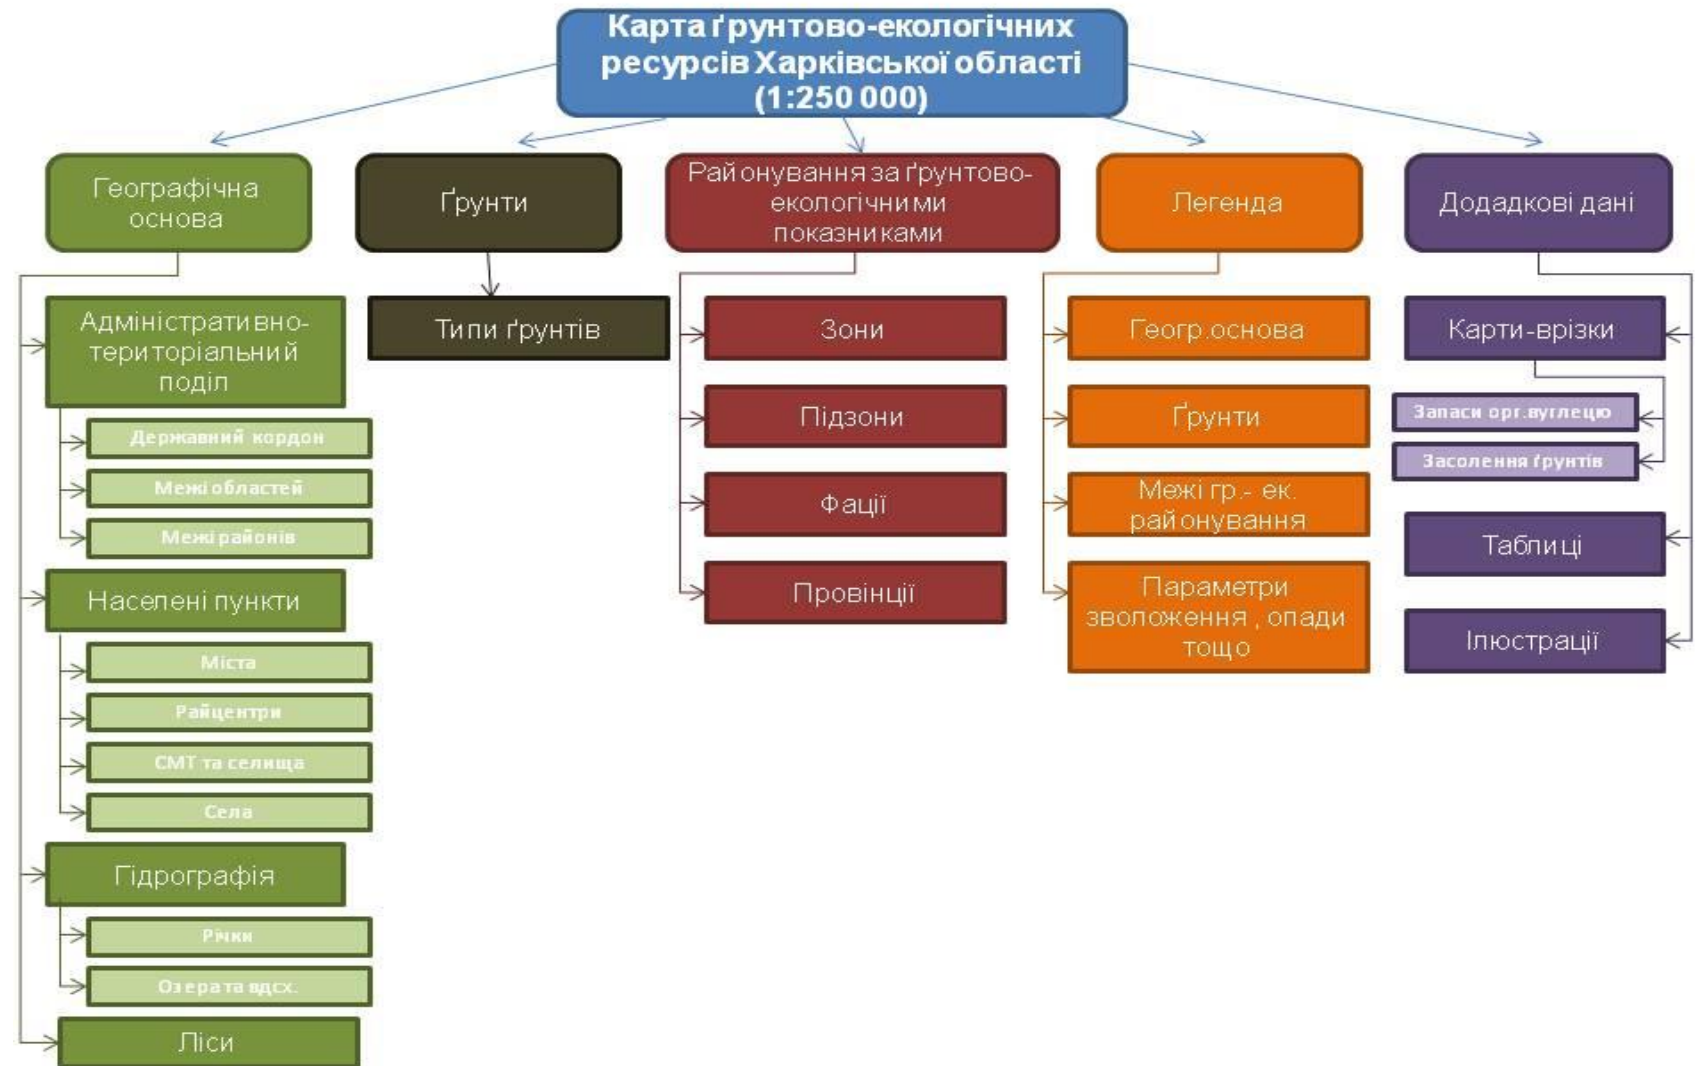 Карта ґрунтово-екологічних
ресурсів Харківської області
(1:250 000)
Географічна
основа
Ґрунти
Районування за ґрунтово-
екологічними
показниками
Легенда
Додадкові дані
Адміністративно-
територіальний
поділ
Державний кордон
Межі областей
Межі районів
Населені пункти
Міста
Райцентри
СМТ та селища
Села
Гідрографія
Річки
Озера та вдсх.
Ліси
Типи ґрунтів
Зони
Підзони
Фації
Провінції
Геогр.основа
Ґрунти
Межі гр.- ек.
районування
Параметри
зволоження , опади
тощо
Карти-врізки
Запаси орг.вуглецю
Засолення ґрунтів
Таблиці
Ілюстрації